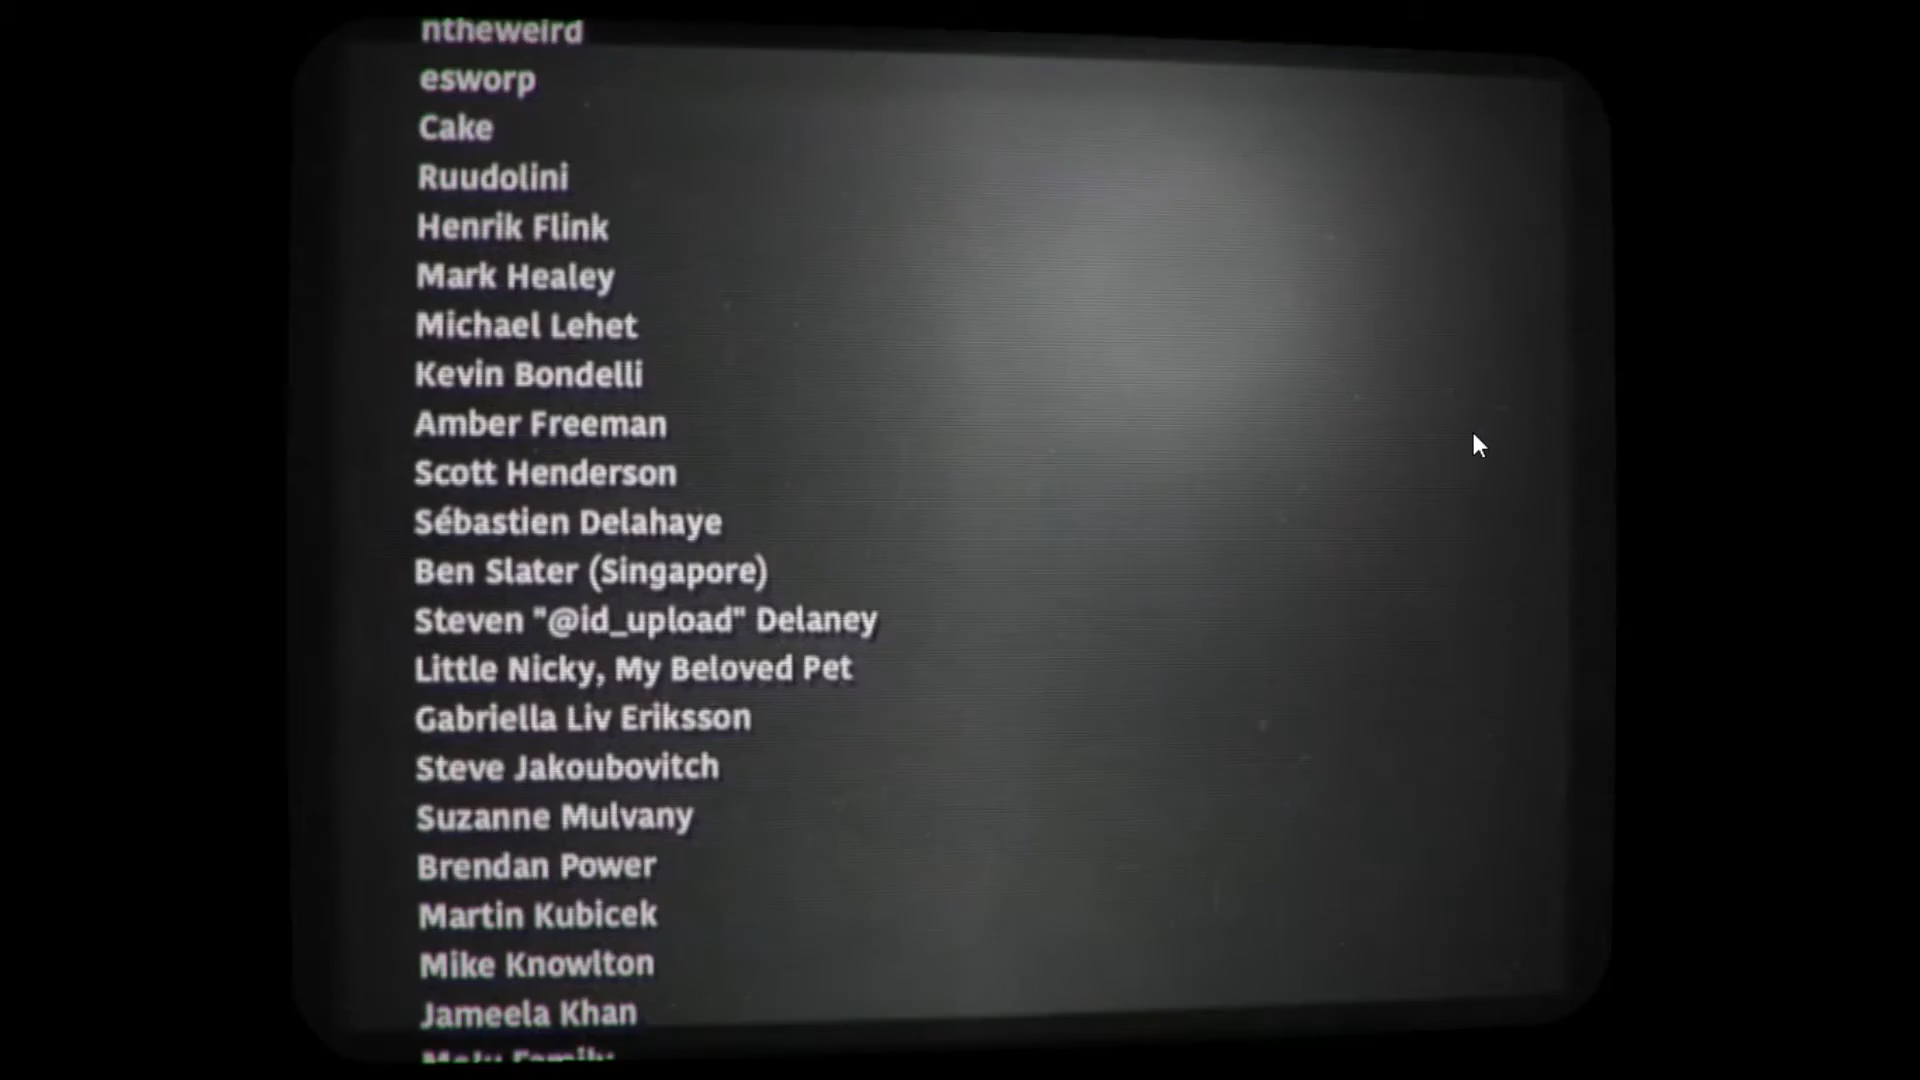 ntheweird
esworp
Cake
Ruudolini
Henrik Flink
Mark Healey
Michael Lehet
Kevin Bondelli
Amber Freeman
Scott Henderson
Sébastien Delahaye
Ben Slater (Singapore)
Steven "@id_upload" Delaney
Little Nicky, My Beloved Pet
Gabriella Liv Eriksson
Steve Jakoubovitch
Suzanne Mulvany
Brendan Power
Martin Kubicek
Mike Knowlton
Jameela Khan
Family